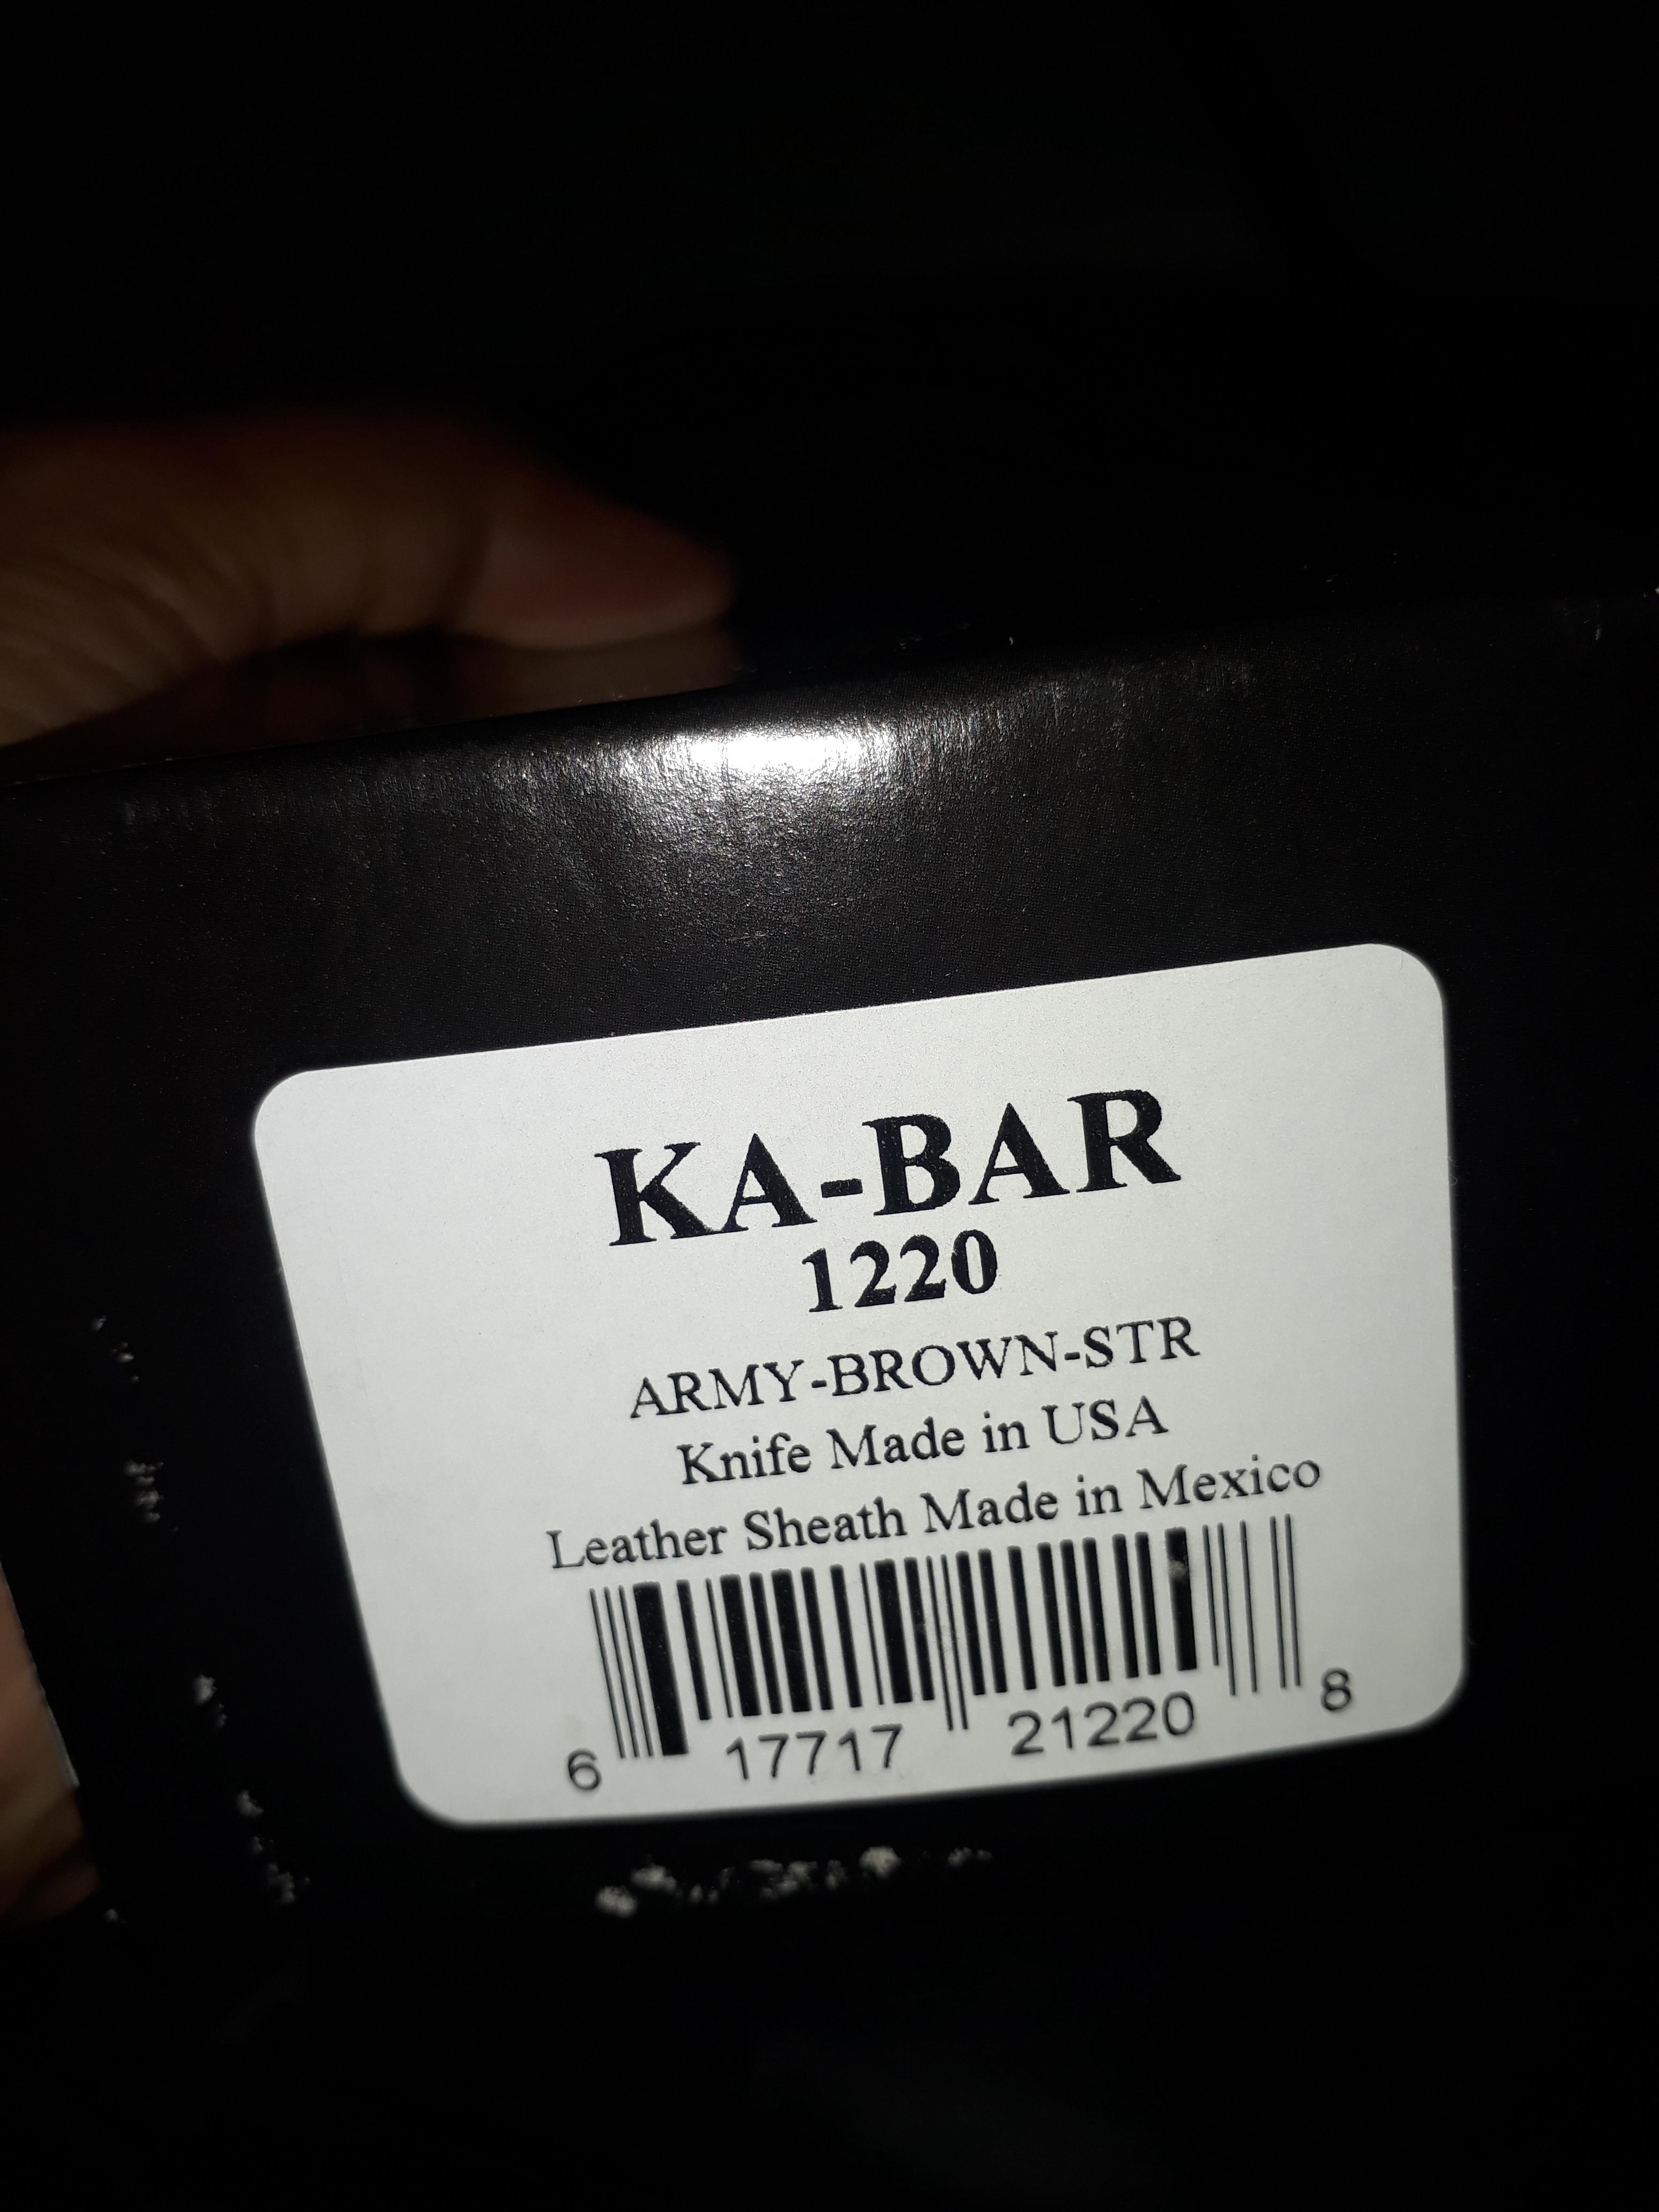 KA-BAR
1220
ARMY-BROWN-STR
Knife Made in USA
Leather Sheath Made in Mexico
6 17717 21220 8